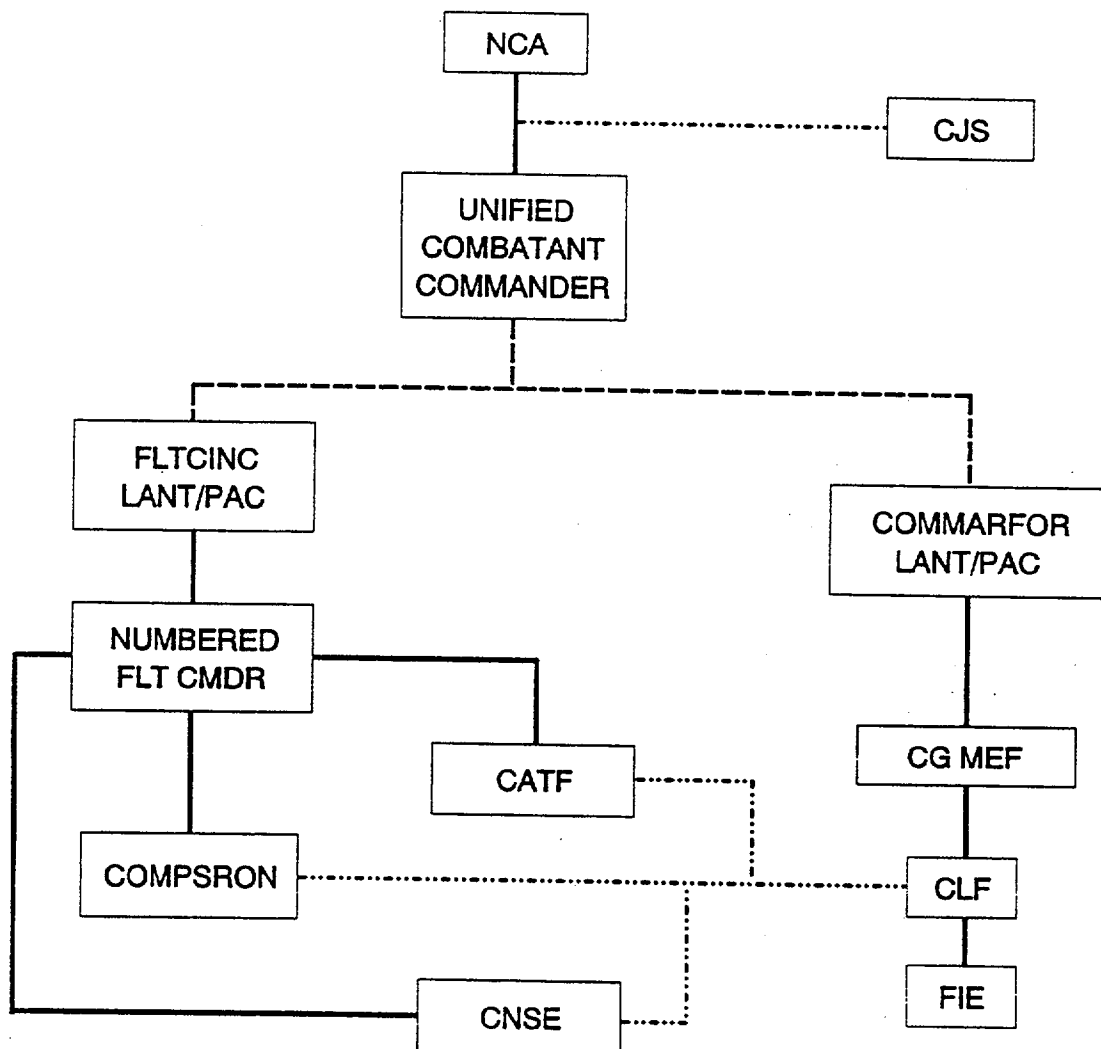 NCA
CJS
UNIFIED
COMBATANT
COMMANDER
FLTCINC
LANT/PAC
COMMARFOR
LANT/PAC
NUMBERED
FLT CMDR
CATF
CG MEF
COMPSRON
CLF
CNSE
FIE